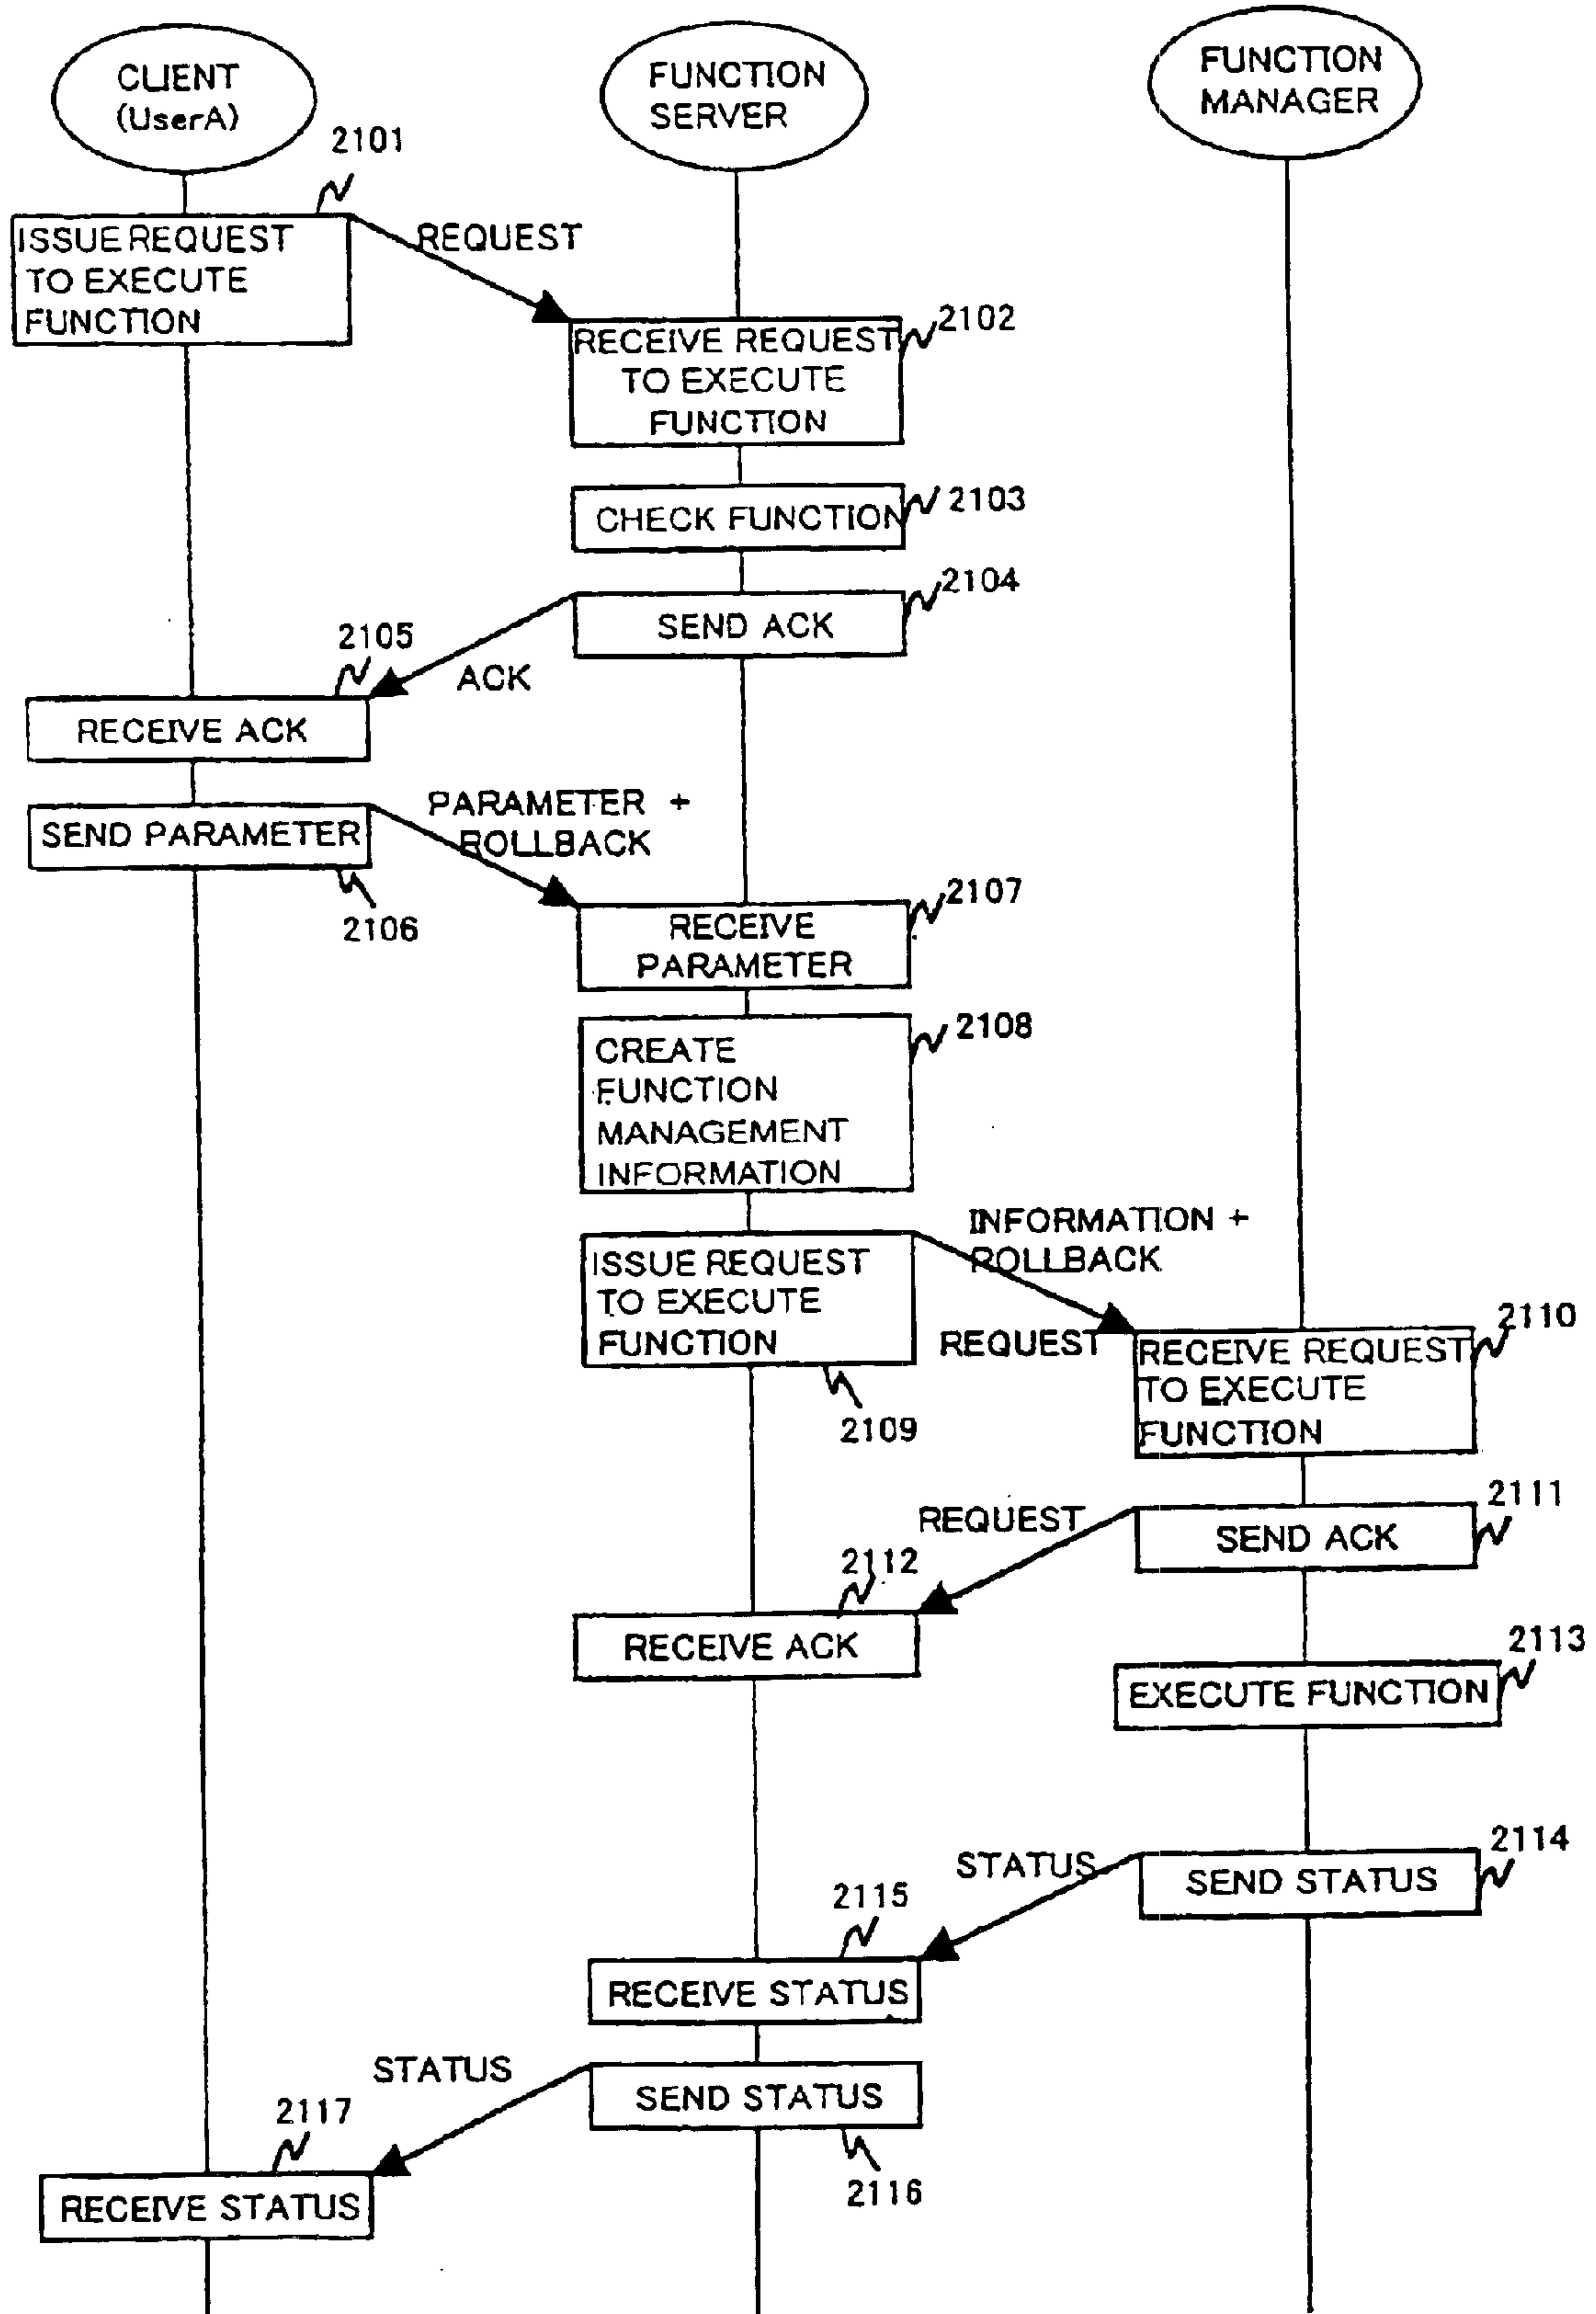 CLIENT
(UserA)
FUNCTION
SERVER
FUNCTION
MANAGER
2101
ISSUE REQUEST
TO EXECUTE
FUNCTION
REQUEST
2102
RECEIVE REQUEST
TO EXECUTE
FUNCTION
2103
CHECK FUNCTION
2104
SEND ACK
2105
ACK
RECEIVE ACK
PARAMETER +
ROLLBACK
SEND PARAMETER
2106
2107
RECEIVE
PARAMETER
2108
CREATE
FUNCTION
MANAGEMENT
INFORMATION
INFORMATION +
ROLLBACK
ISSUE REQUEST
TO EXECUTE
FUNCTION
REQUEST
2109
2110
RECEIVE REQUEST
TO EXECUTE
FUNCTION
2111
REQUEST
SEND ACK
2112
RECEIVE ACK
2113
EXECUTE FUNCTION
2114
STATUS
SEND STATUS
2115
RECEIVE STATUS
STATUS
SEND STATUS
2116
2117
RECEIVE STATUS